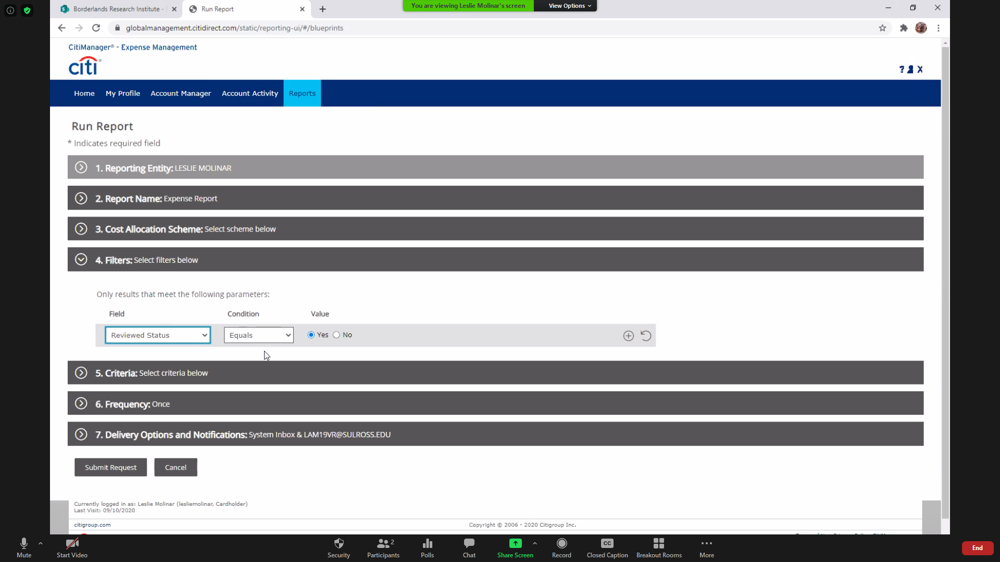 Borderlands Research Institute -
Run Report
You are viewing Leslie Molinar's screen
View Options
globalmanagement.citidirect.com/static/reporting-ui/#/blueprints
CitiManager® - Expense Management
citi®
Home
My Profile
Account Manager
Account Activity
Reports
Run Report
* Indicates required field
1. Reporting Entity: LESLIE MOLINAR
2. Report Name: Expense Report
3. Cost Allocation Scheme: Select scheme below
4. Filters: Select filters below
Only results that meet the following parameters:
Field
Condition
Value
Reviewed Status
Equals
Yes
No
5. Criteria: Select criteria below
6. Frequency: Once
7. Delivery Options and Notifications: System Inbox & LAM19VR@SULROSS.EDU
Submit Request
Cancel
Currently logged in as: Leslie Molinar (lesliemolinar, Cardholder)
Last Visit: 09/10/2020
citigroup.com
Copyright © 2006 - 2020 Citigroup Inc.
Mute
Start Video
Security
2
Participants
Polls
Chat
Share Screen
Record
CC
Closed Caption
Breakout Rooms
More
End